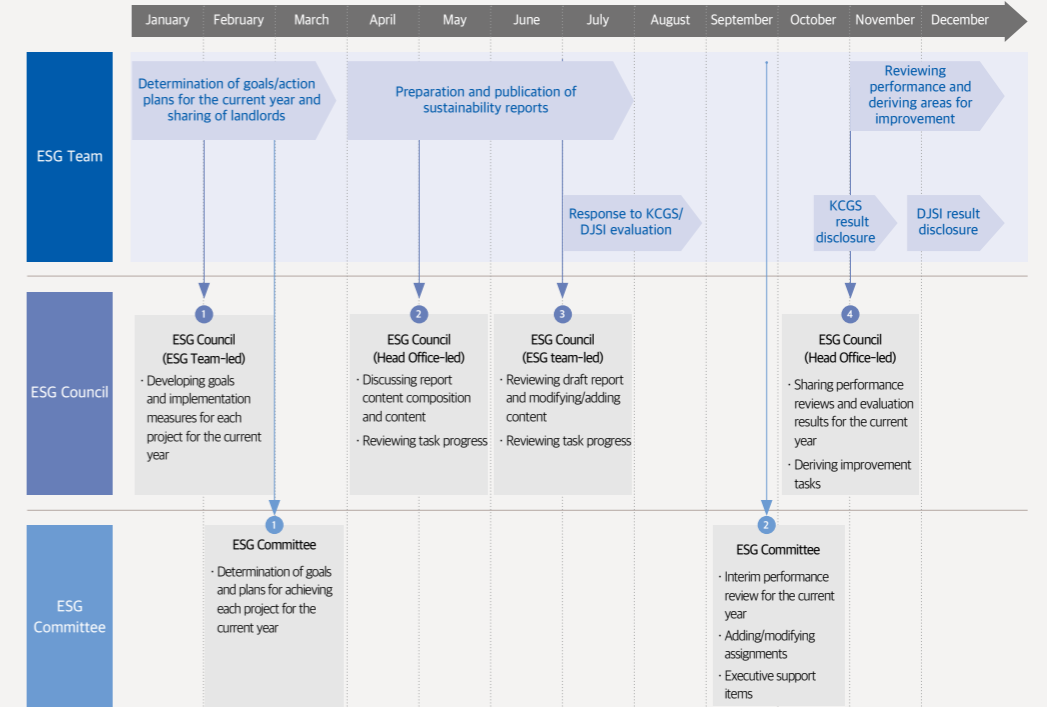 January
February
March
April
May
June
July
August
September
October
November
December
ESG Team
Determination of goals/action
plans for the current year and
sharing of landlords
Preparation and publication of
sustainability reports
Reviewing
performance and
deriving areas for
improvement
Response to KCGS/
DJSI evaluation
KCGS
result
disclosure
DJSI result
disclosure
ESG Council
1
ESG Council
(ESG Team-led)
· Developing goals
and implementation
measures for each
project for the current
year
2
ESG Council
(Head Office-led)
· Discussing report
content composition
and content
· Reviewing task progress
3
ESG Council
(ESG team-led)
· Reviewing draft report
and modifying/adding
content
· Reviewing task progress
4
ESG Council
(Head Office-led)
· Sharing performance
reviews and evaluation
results for the current
year
· Deriving improvement
tasks
ESG
Committee
1
ESG Committee
· Determination of goals
and plans for achieving
each project for the
current year
2
ESG Committee
· Interim performance
review for the current
year
· Adding/modifying
assignments
· Executive support
items